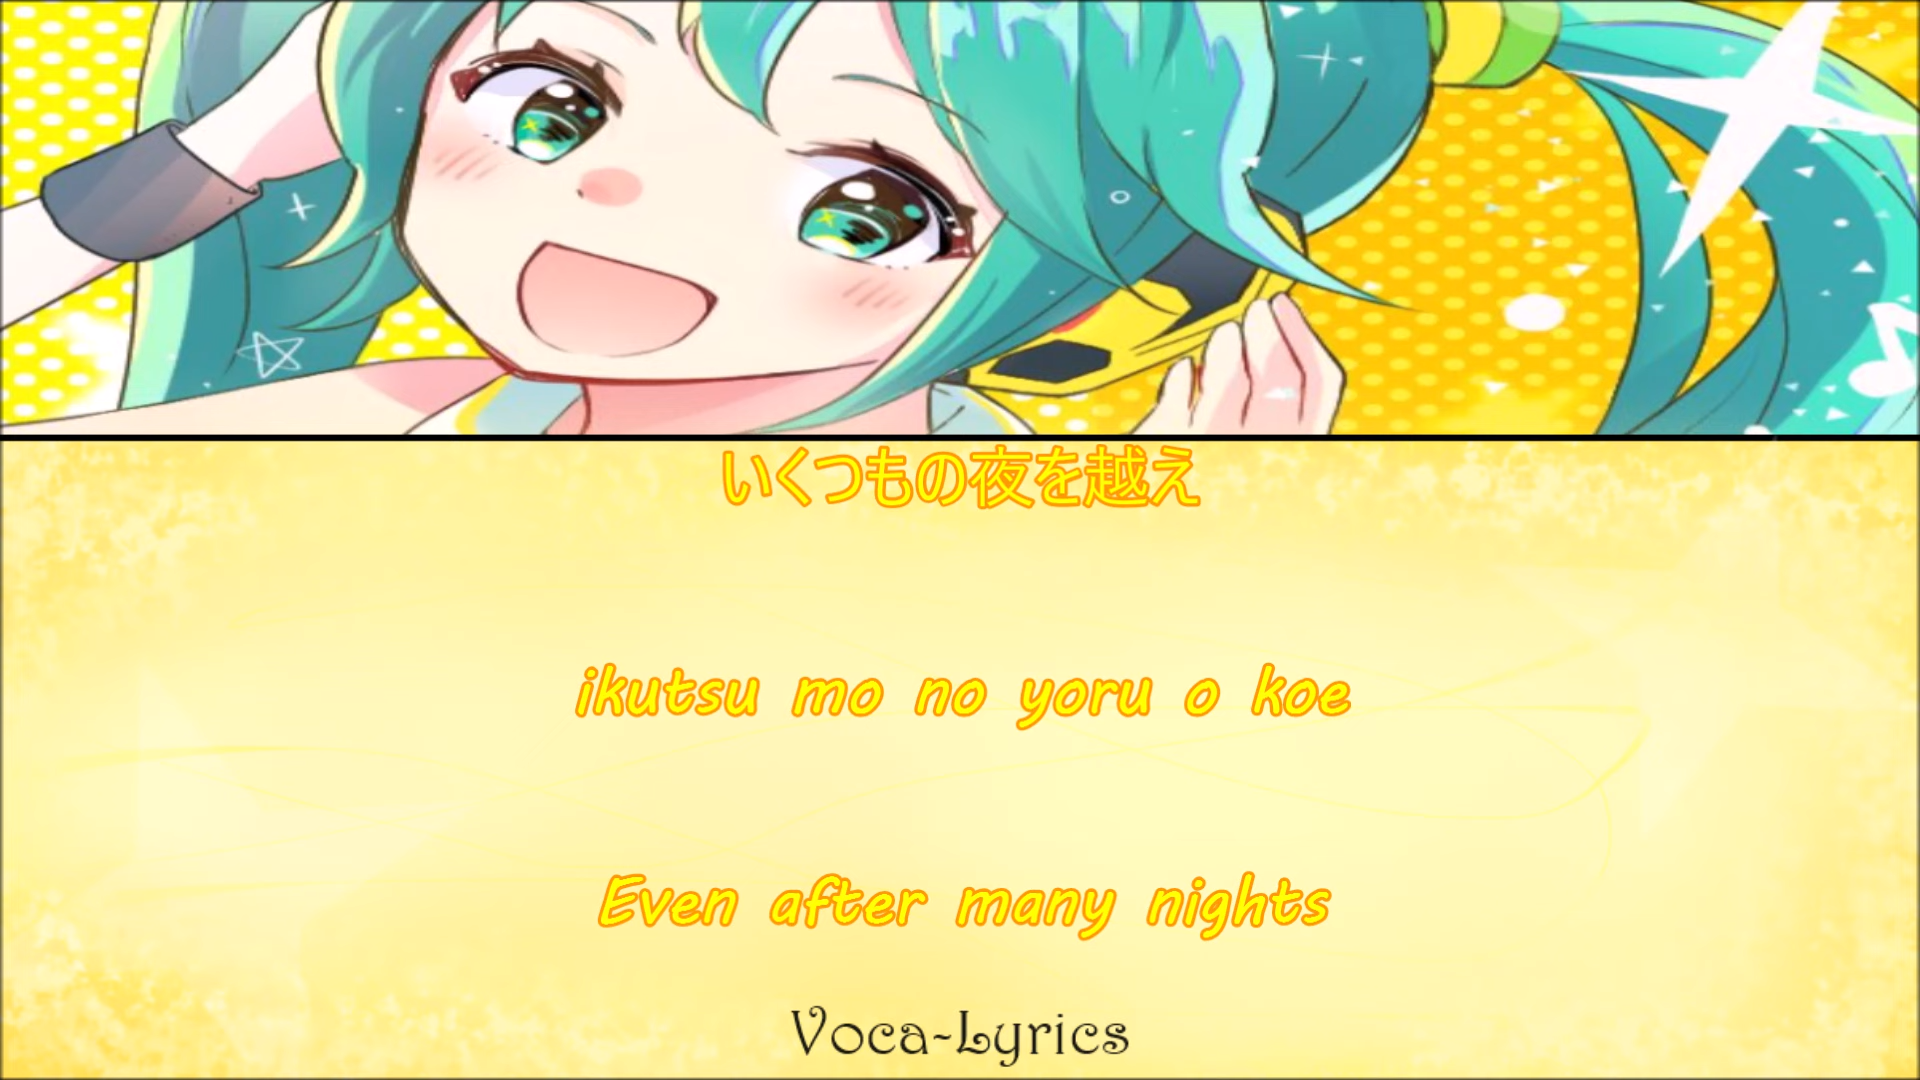 いくつもの夜を越え
ikutsu mo no yoru o koe
Even after many nights
Voca-Lyrics